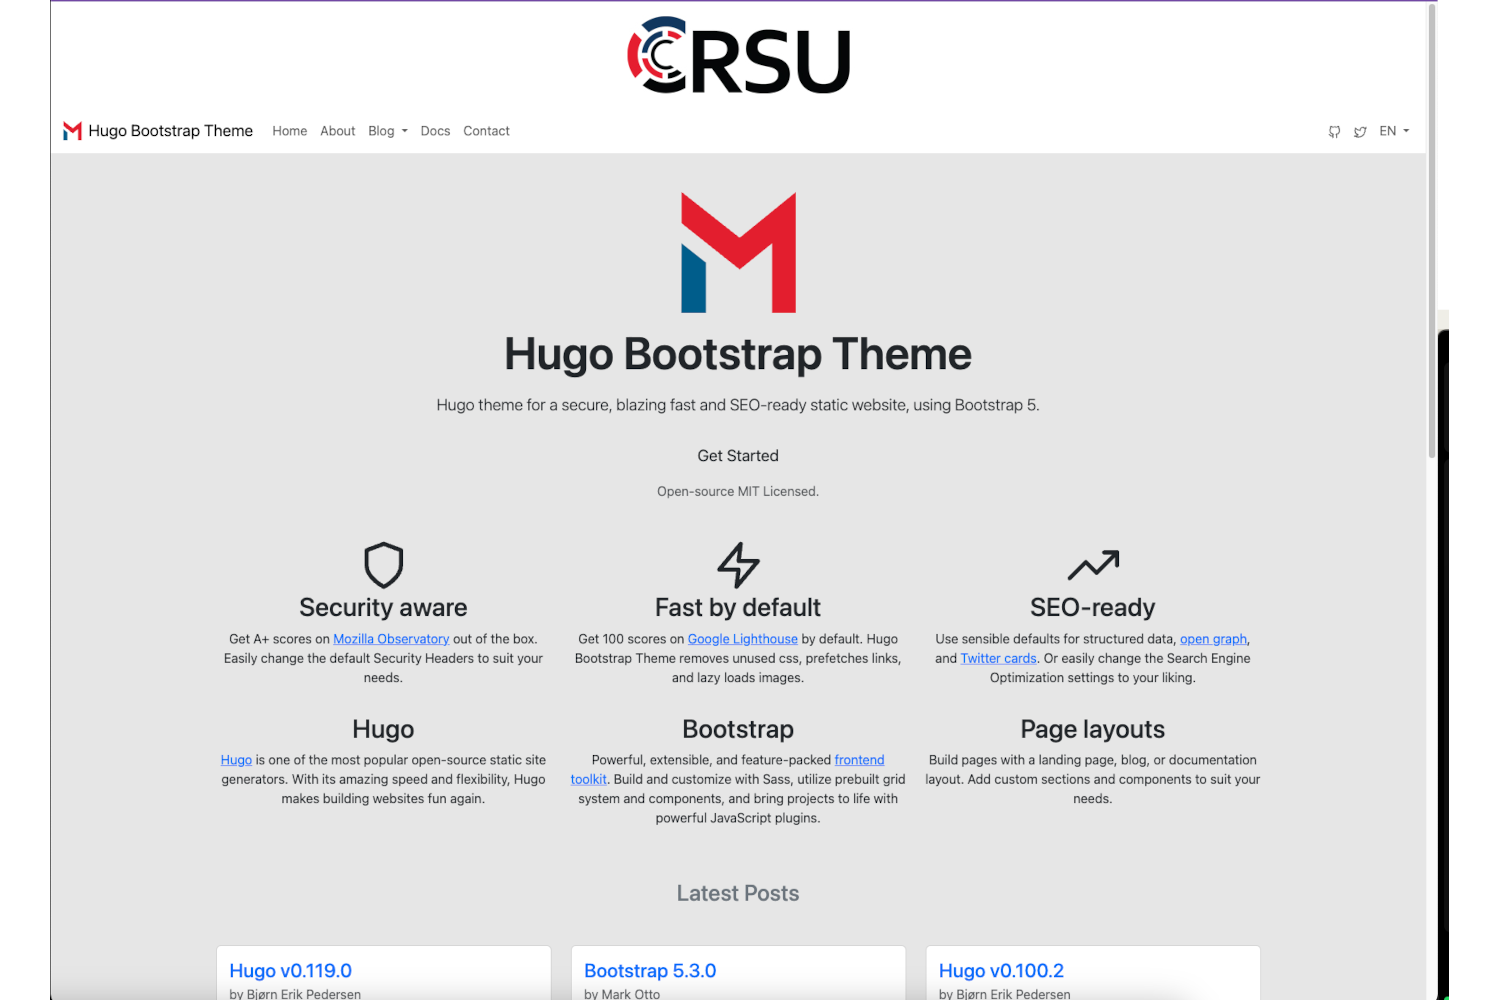 CRSU
Hugo Bootstrap Theme Home About Blog Docs Contact EN
Hugo Bootstrap Theme
Hugo theme for a secure, blazing fast and SEO-ready static website, using Bootstrap 5.
Get Started
Open-source MIT Licensed.
Security aware
Get A+ scores on Mozilla Observatory out of the box.
Easily change the default Security Headers to suit your
needs.
Fast by default
Get 100 scores on Google Lighthouse by default. Hugo
Bootstrap Theme removes unused css, prefetches links,
and lazy loads images.
SEO-ready
Use sensible defaults for structured data, open graph,
and Twitter cards. Or easily change the Search Engine
Optimization settings to your liking.
Hugo
Hugo is one of the most popular open-source static site
generators. With its amazing speed and flexibility, Hugo
makes building websites fun again.
Bootstrap
Powerful, extensible, and feature-packed frontend
toolkit. Build and customize with Sass, utilize prebuilt grid
system and components, and bring projects to life with
powerful JavaScript plugins.
Page layouts
Build pages with a landing page, blog, or documentation
layout. Add custom sections and components to suit your
needs.
Latest Posts
Hugo v0.119.0
by Bjørn Erik Pedersen
Bootstrap 5.3.0
by Mark Otto
Hugo v0.100.2
by Bjørn Erik Pedersen